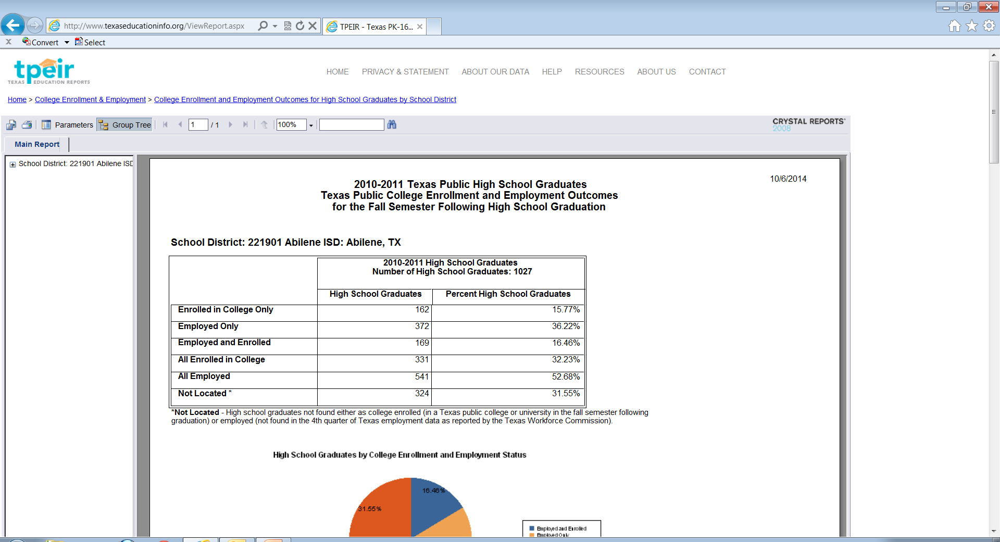 http://www.texaseducationinfo.org/ViewReport.aspx
TPEIR - Texas PK-16...
Convert
Select
tpeir
TEXAS EDUCATION REPORTS
HOME PRIVACY & STATEMENT ABOUT OUR DATA HELP RESOURCES ABOUT US CONTACT
Home > College Enrollment & Employment > College Enrollment and Employment Outcomes for High School Graduates by School District
Parameters Group Tree 1 / 1 100%
CRYSTAL REPORTS
2008
Main Report
School District: 221901 Abilene ISD
10/6/2014
2010-2011 Texas Public High School Graduates
Texas Public College Enrollment and Employment Outcomes
for the Fall Semester Following High School Graduation
School District: 221901 Abilene ISD: Abilene, TX
2010-2011 High School Graduates
Number of High School Graduates: 1027
High School Graduates Percent High School Graduates
Enrolled in College Only 162 15.77%
Employed Only 372 36.22%
Employed and Enrolled 169 16.46%
All Enrolled in College 331 32.23%
All Employed 541 52.68%
Not Located * 324 31.55%
*Not Located - High school graduates not found either as college enrolled (in a Texas public college or university in the fall semester following
graduation) or employed (not found in the 4th quarter of Texas employment data as reported by the Texas Workforce Commission).
High School Graduates by College Enrollment and Employment Status
16.46%
31.55%
Employed and Enrolled
Employed Only